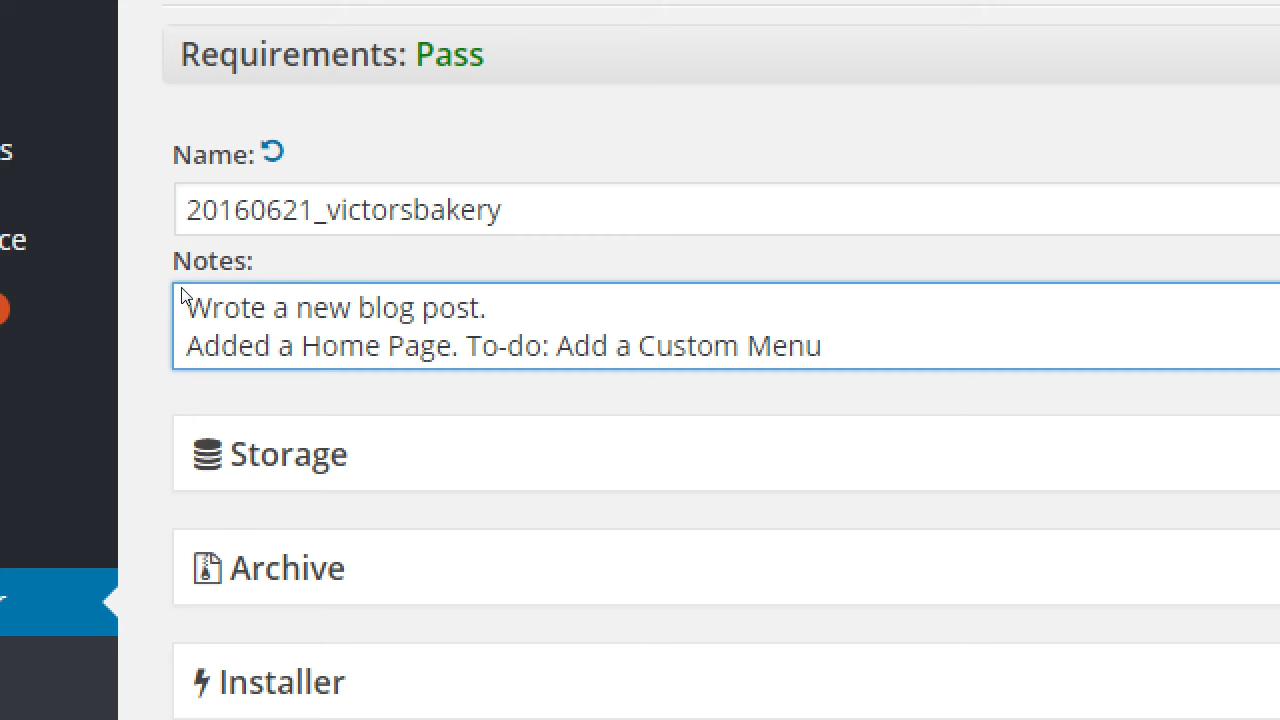 Requirements: Pass
s
Name:
20160621_victorsbakery
ce
Notes:
Wrote a new blog post.
Added a Home Page. To-do: Add a Custom Menu
Storage
Archive
r
Installer